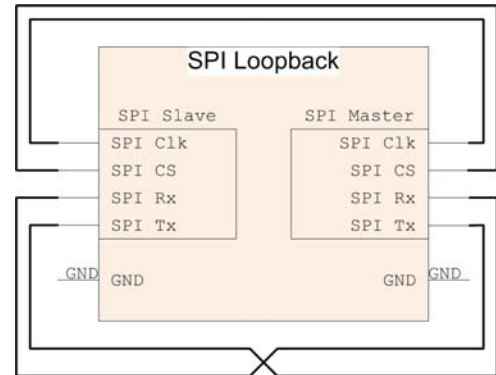 SPI Loopback
SPI Slave
SPI Master
SPI Clk
SPI Clk
SPI CS
SPI CS
SPI Rx
SPI Rx
SPI Tx
SPI Tx
GND
GND
GND
GND